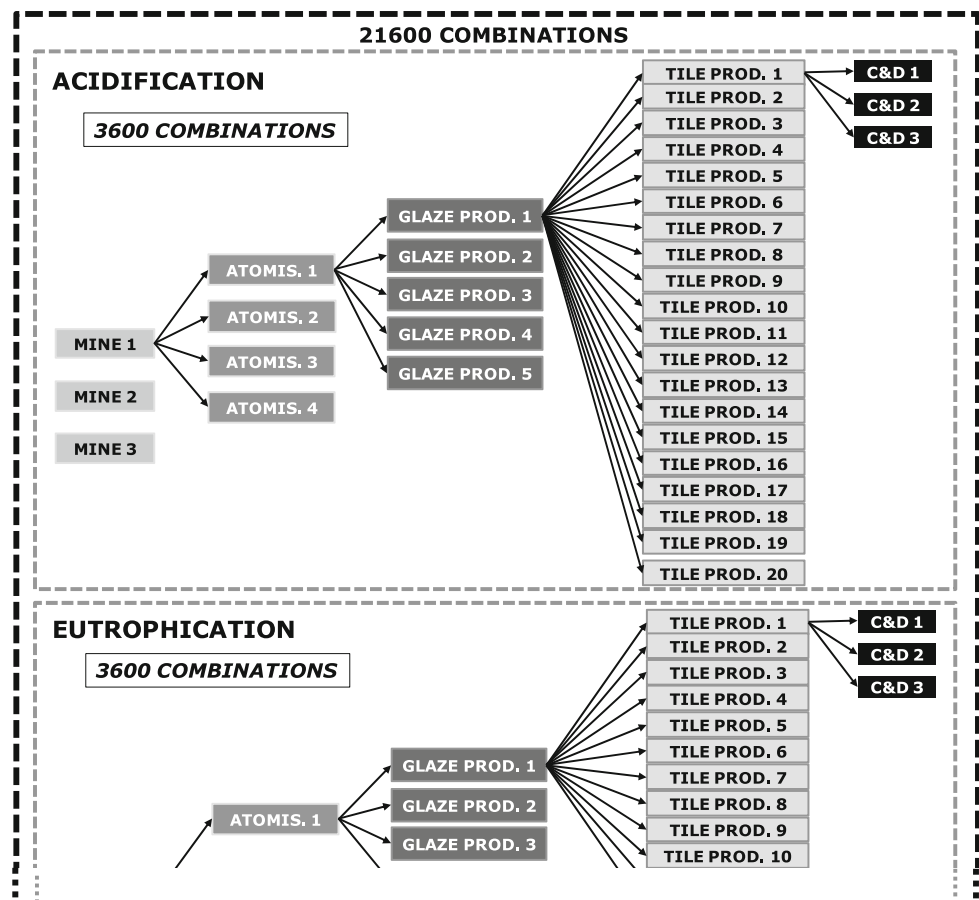 21600 COMBINATIONS
ACIDIFICATION
3600 COMBINATIONS
MINE 1
MINE 2
MINE 3
ATOMIS. 1
ATOMIS. 2
ATOMIS. 3
ATOMIS. 4
GLAZE PROD. 1
GLAZE PROD. 2
GLAZE PROD. 3
GLAZE PROD. 4
GLAZE PROD. 5
TILE PROD. 1
TILE PROD. 2
TILE PROD. 3
TILE PROD. 4
TILE PROD. 5
TILE PROD. 6
TILE PROD. 7
TILE PROD. 8
TILE PROD. 9
TILE PROD. 10
TILE PROD. 11
TILE PROD. 12
TILE PROD. 13
TILE PROD. 14
TILE PROD. 15
TILE PROD. 16
TILE PROD. 17
TILE PROD. 18
TILE PROD. 19
TILE PROD. 20
C&D 1
C&D 2
C&D 3
EUTROPHICATION
3600 COMBINATIONS
ATOMIS. 1
GLAZE PROD. 1
GLAZE PROD. 2
GLAZE PROD. 3
TILE PROD. 1
TILE PROD. 2
TILE PROD. 3
TILE PROD. 4
TILE PROD. 5
TILE PROD. 6
TILE PROD. 7
TILE PROD. 8
TILE PROD. 9
TILE PROD. 10
C&D 1
C&D 2
C&D 3